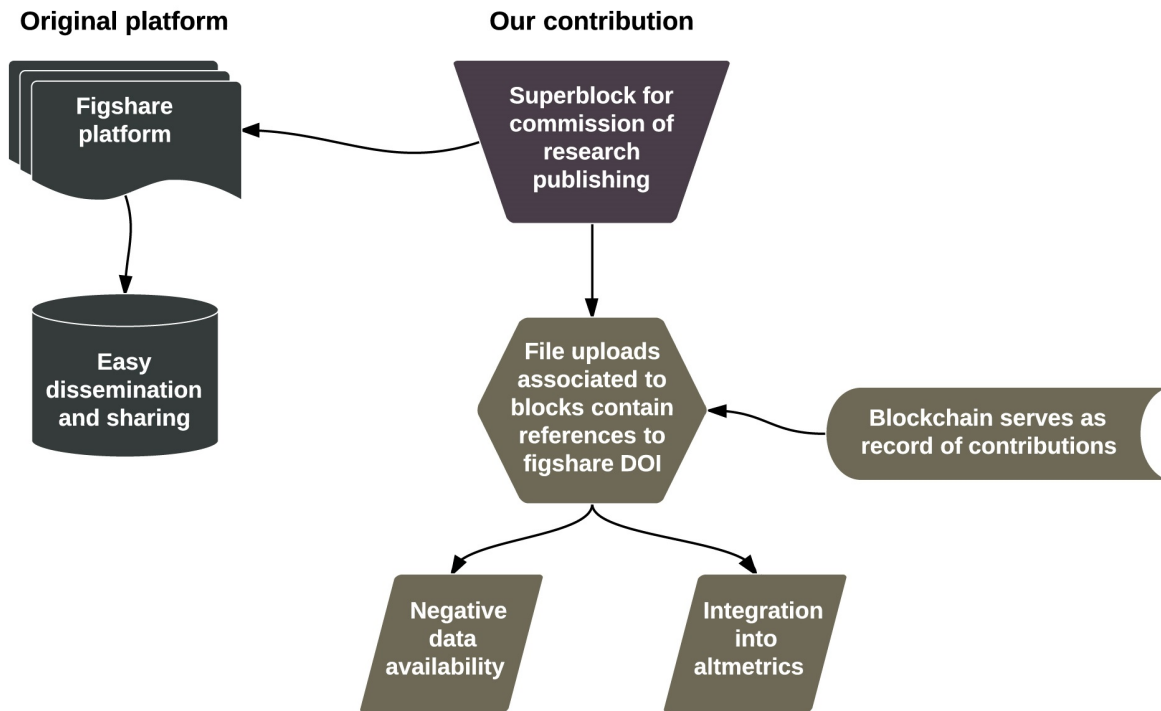 Original platform
Our contribution
Figshare
platform
Superblock for
commission of
research
publishing
Easy
dissemination
and sharing
File uploads
associated to
blocks contain
references to
figshare DOI
Blockchain serves as
record of contributions
Negative
data
availability
Integration
into
altmetrics